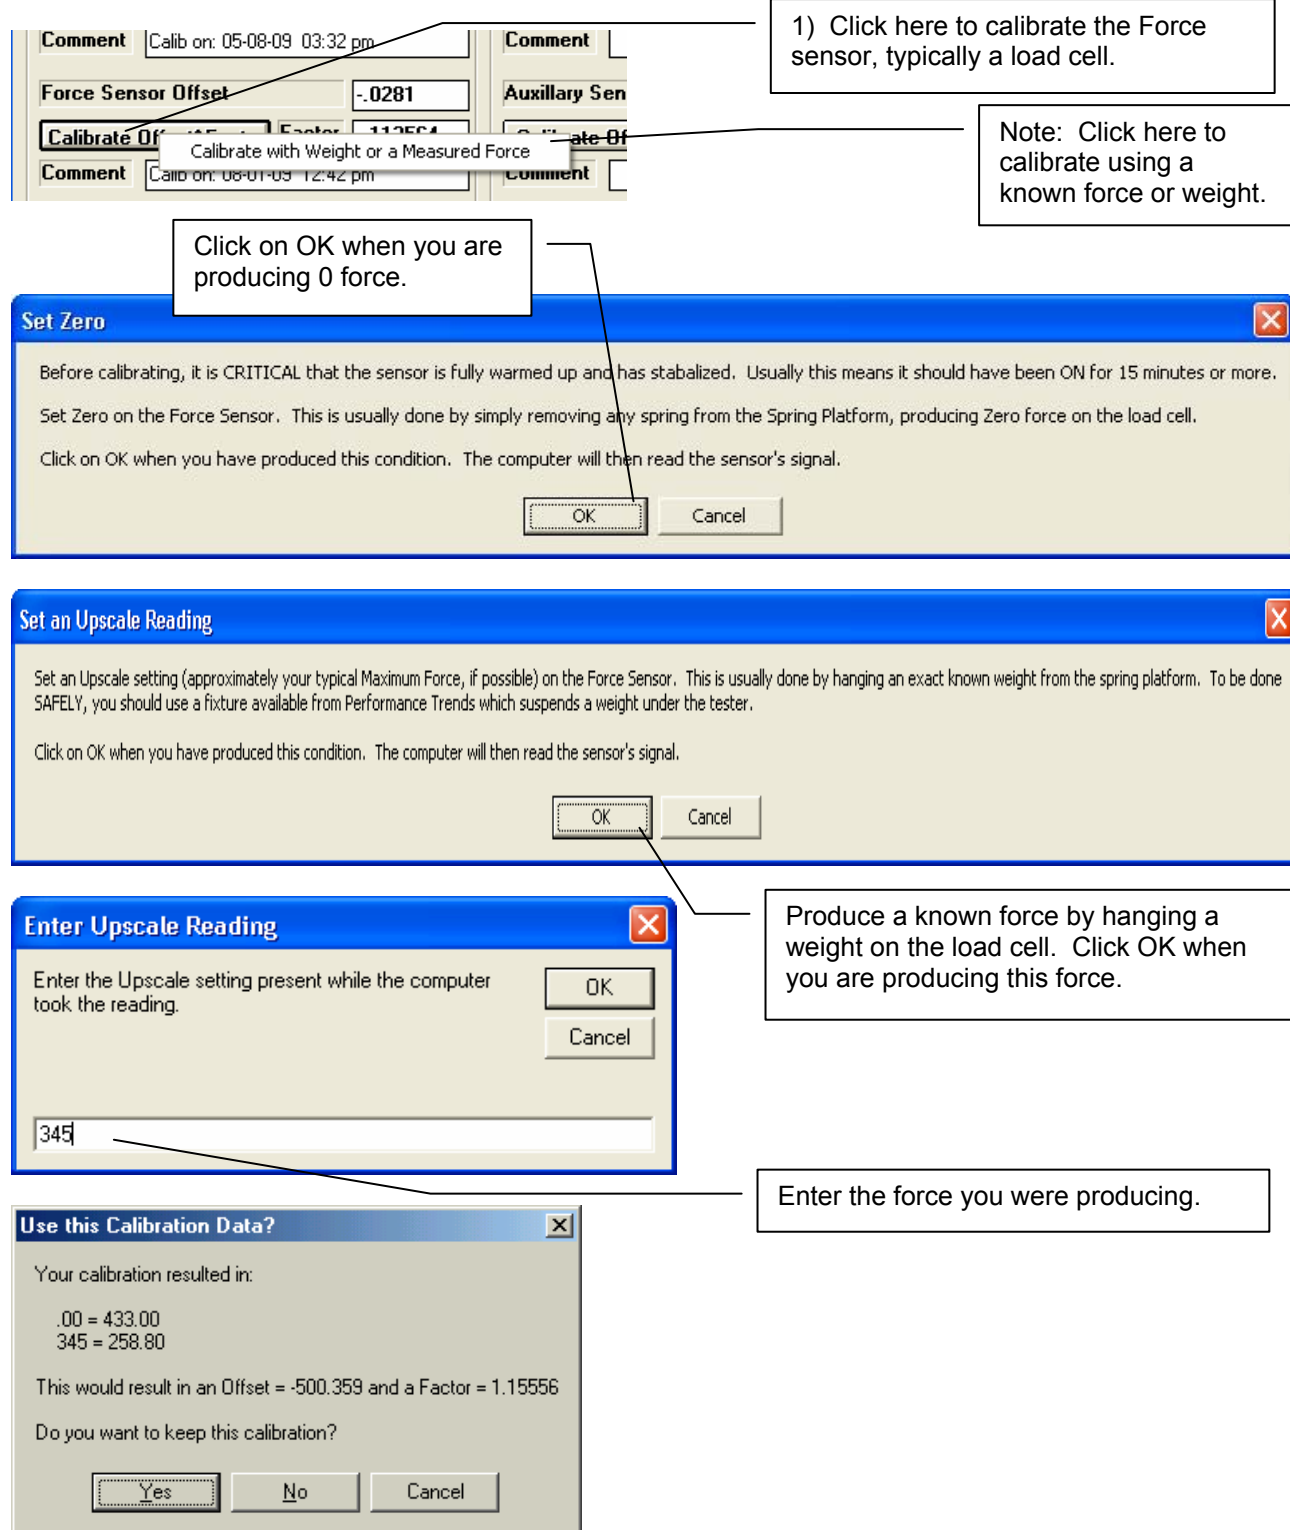 1)  Click here to calibrate the Force
sensor, typically a load cell.
Comment Calib on: 05-08-09 03:32 pm Comment
Force Sensor Offset -.0281 Auxillary Sen
Calibrate
Calibrate with Weight or a Measured Force
Comment Calib on: 08-01-09 12:42 pm Comment
Note:  Click here to
calibrate using a
known force or weight.
Click on OK when you are
producing 0 force.
Set Zero
Before calibrating, it is CRITICAL that the sensor is fully warmed up and has stabalized.  Usually this means it should have been ON for 15 minutes or more.
Set Zero on the Force Sensor.  This is usually done by simply removing any spring from the Spring Platform, producing Zero force on the load cell.
Click on OK when you have produced this condition.  The computer will then read the sensor's signal.
OK Cancel
Set an Upscale Reading
Set an Upscale setting (approximately your typical Maximum Force, if possible) on the Force Sensor.  This is usually done by hanging an exact known weight from the spring platform.  To be done
SAFELY, you should use a fixture available from Performance Trends which suspends a weight under the tester.
Click on OK when you have produced this condition.  The computer will then read the sensor's signal.
OK Cancel
Produce a known force by hanging a
weight on the load cell.  Click OK when
you are producing this force.
Enter Upscale Reading
Enter the Upscale setting present while the computer
took the reading.
OK
Cancel
345
Enter the force you were producing.
Use this Calibration Data?
Your calibration resulted in:
.00 = 433.00
345 = 258.80
This would result in an Offset = -500.359 and a Factor = 1.15556
Do you want to keep this calibration?
Yes No Cancel